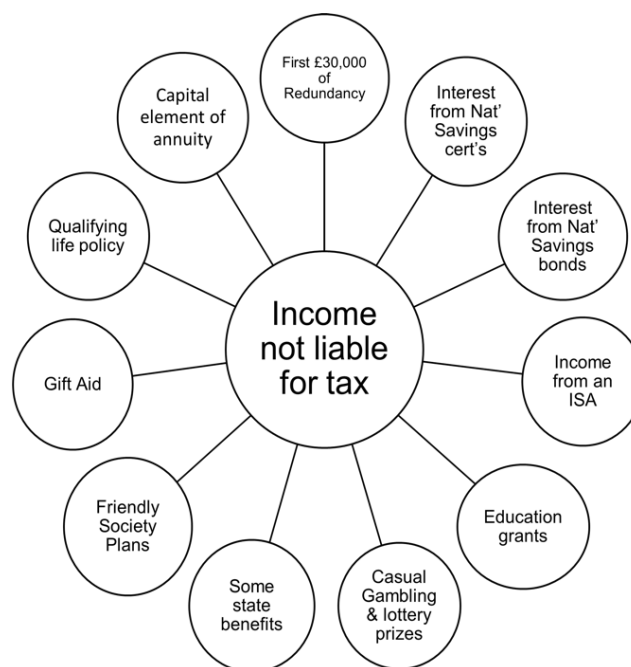 Income
not liable
for tax
First £30,000
of
Redundancy
Interest
from Nat’
Savings
cert’s
Interest
from Nat’
Savings
bonds
Income
from an
ISA
Education
grants
Casual
Gambling
& lottery
prizes
Some
state
benefits
Friendly
Society
Plans
Gift Aid
Qualifying
life policy
Capital
element of
annuity